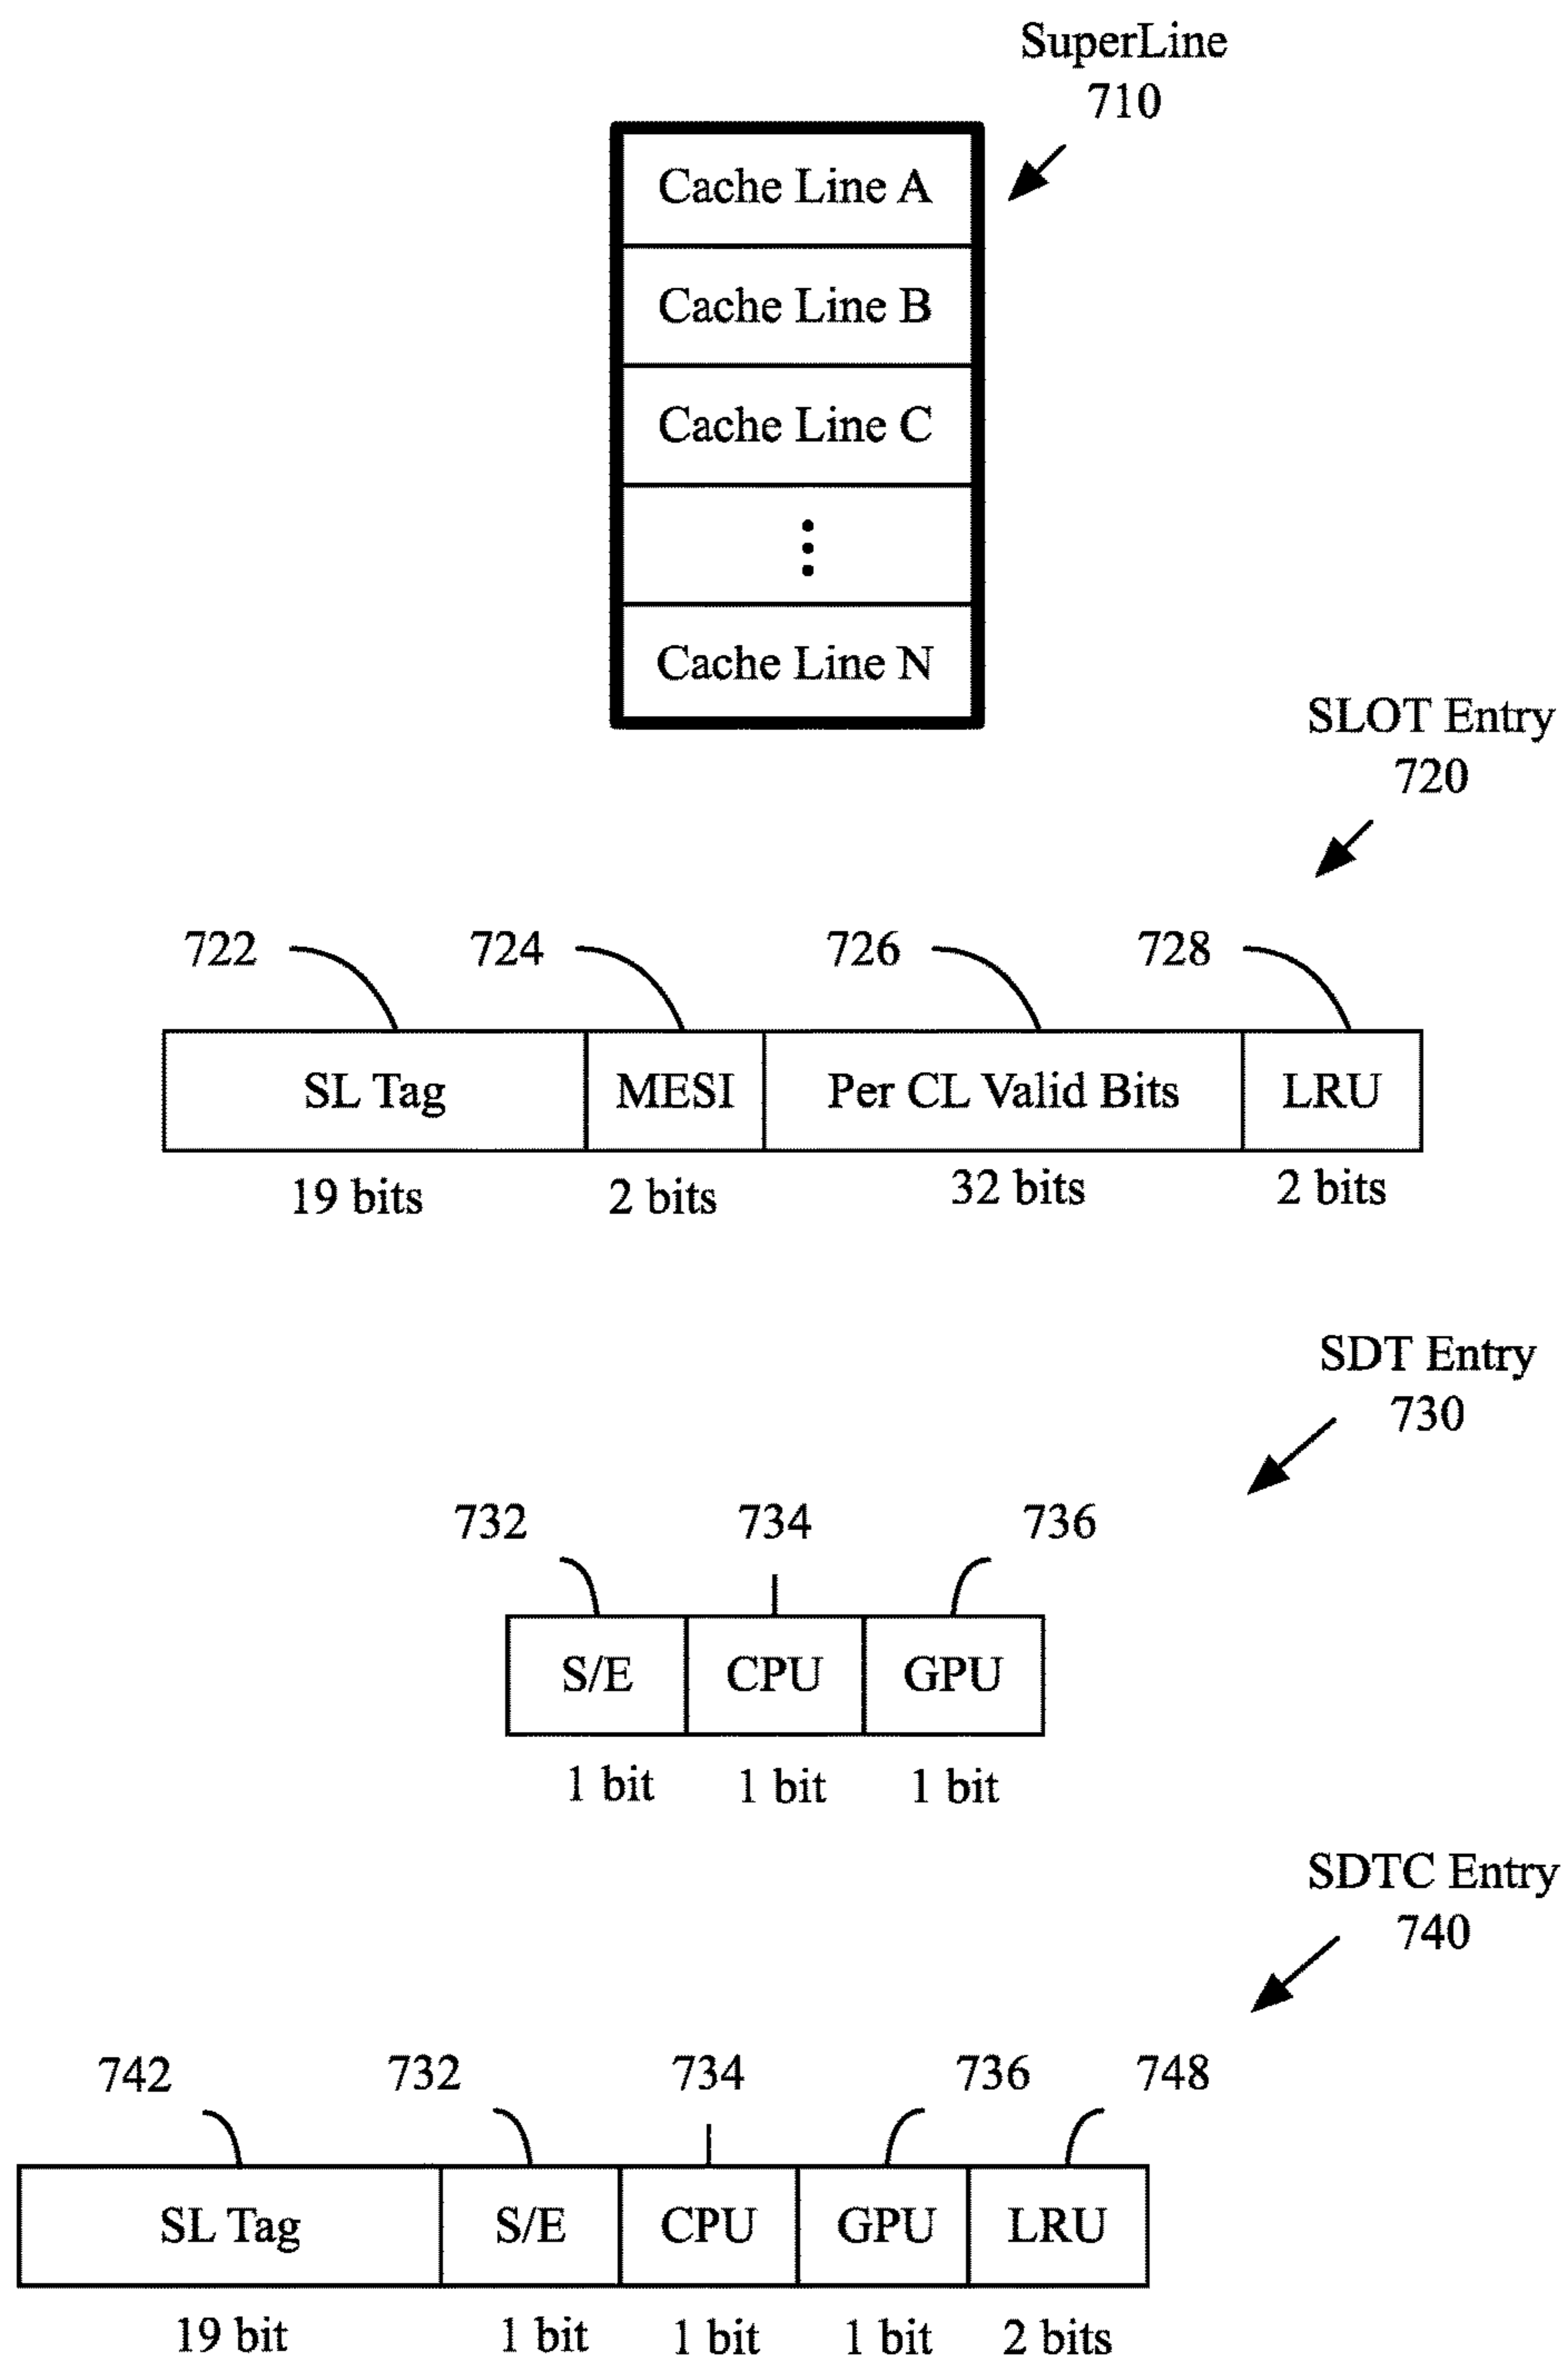 SuperLine
710
Cache Line A
Cache Line B
Cache Line C
Cache Line N
SLOT Entry
720
722 724 726 728
SL Tag MESI Per CL Valid Bits LRU
19 bits 2 bits 32 bits 2 bits
SDT Entry
730
732 734 736
S/E CPU GPU
1 bit 1 bit 1 bit
SDTC Entry
740
742 732 734 736 748
SL Tag S/E CPU GPU LRU
19 bit 1 bit 1 bit 1 bit 2 bits